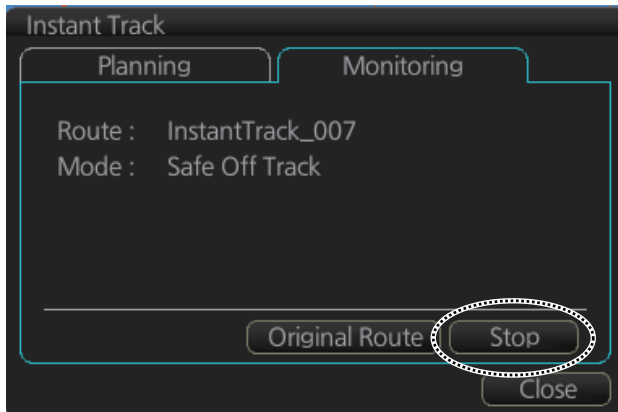 Instant Track
Planning Monitoring
Route : InstantTrack_007
Mode : Safe Off Track
Original Route Stop
Close